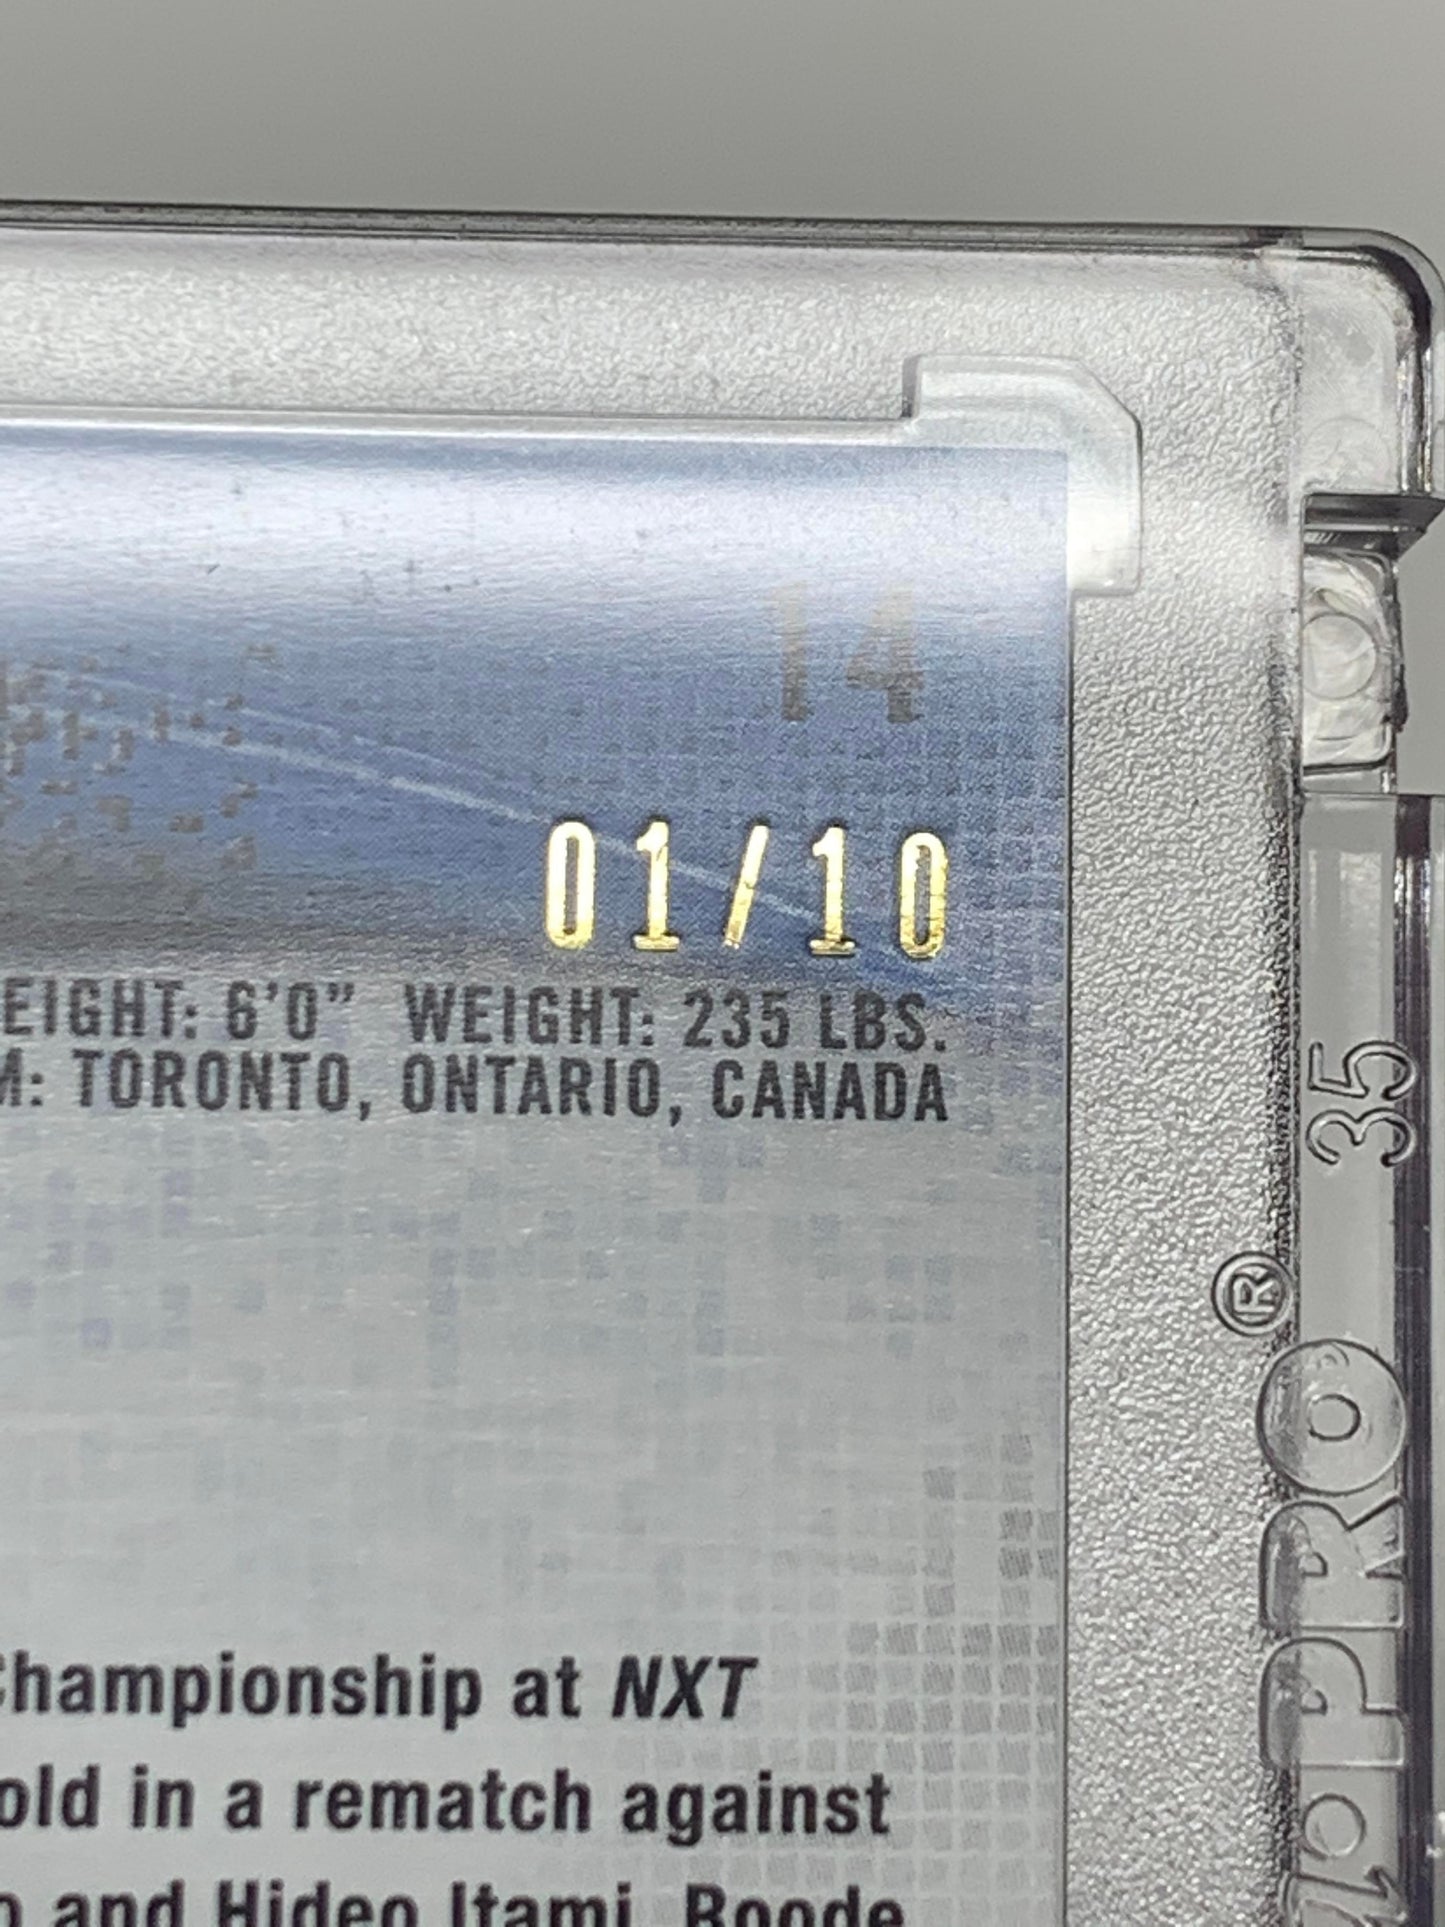 14
01/10
EIGHT: 6'0" WEIGHT: 235 LBS.
M: TORONTO, ONTARIO, CANADA
Championship at NXT
old in a rematch against
and Hideo Itami, Roode
35
PRO®